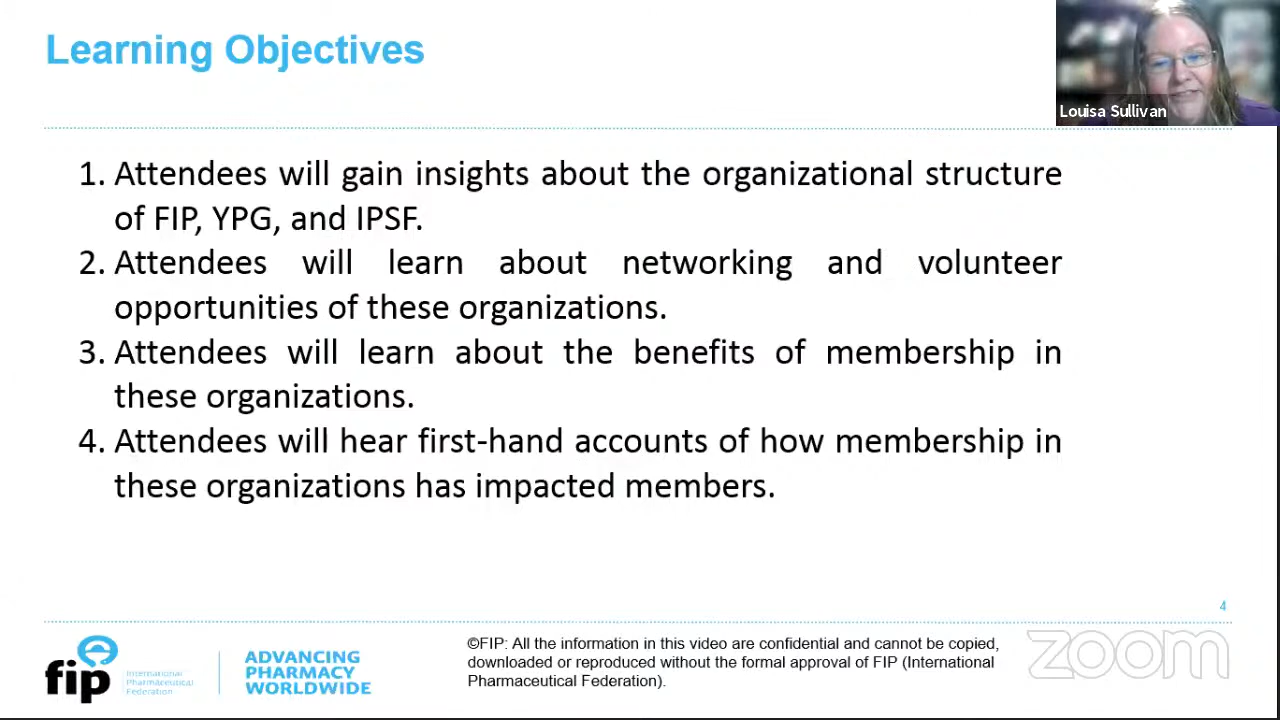 Learning Objectives
Louisa Sullivan
1. Attendees will gain insights about the organizational structure
of FIP, YPG, and IPSF.
2. Attendees will learn about networking and volunteer
opportunities of these organizations.
3. Attendees will learn about the benefits of membership in
these organizations.
4. Attendees will hear first-hand accounts of how membership in
these organizations has impacted members.
4
fip
International
Pharmaceutical
Federation
ADVANCING
PHARMACY
WORLDWIDE
©FIP: All the information in this video are confidential and cannot be copied,
downloaded or reproduced without the formal approval of FIP (International
Pharmaceutical Federation).
zoom